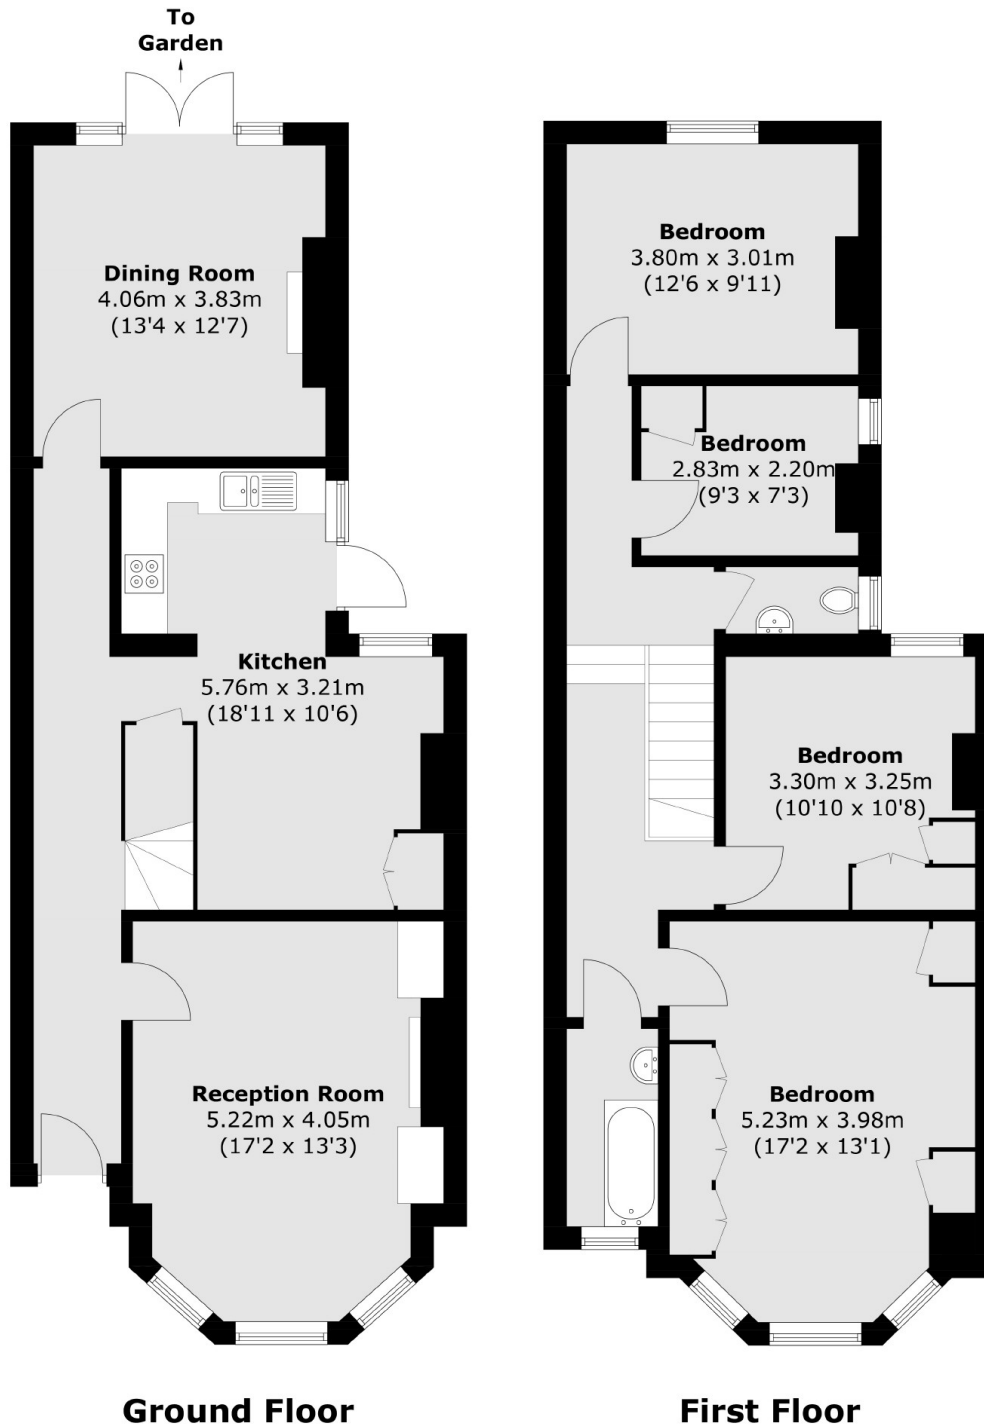 To
Garden
Dining Room
4.06m x 3.83m
(13'4 x 12'7)
Kitchen
5.76m x 3.21m
(18'11 x 10'6)
Reception Room
5.22m x 4.05m
(17'2 x 13'3)
Ground Floor
Bedroom
3.80m x 3.01m
(12'6 x 9'11)
Bedroom
2.83m x 2.20m
(9'3 x 7'3)
Bedroom
3.30m x 3.25m
(10'10 x 10'8)
Bedroom
5.23m x 3.98m
(17'2 x 13'1)
First Floor